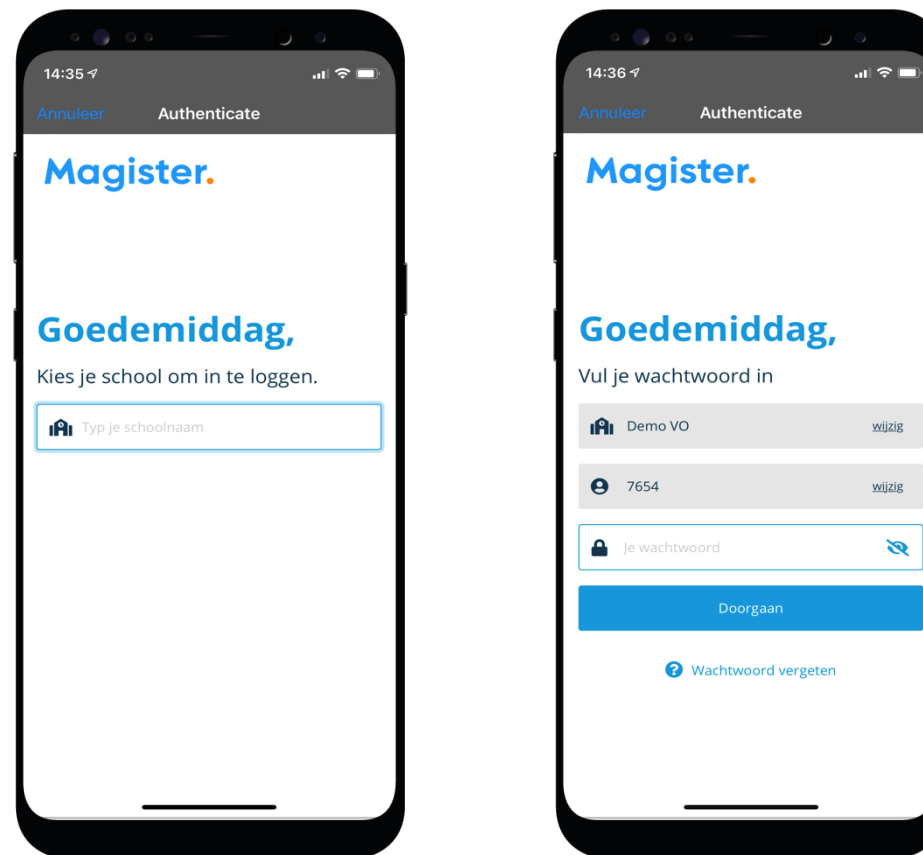 14:35
Annuleer Authenticate
Magister.
Goedemiddag,
Kies je school om in te loggen.
Typ je schoolnaam
14:36
Annuleer Authenticate
Magister.
Goedemiddag,
Vul je wachtwoord in
Demo VO wijzig
7654 wijzig
Je wachtwoord
Doorgaan
Wachtwoord vergeten